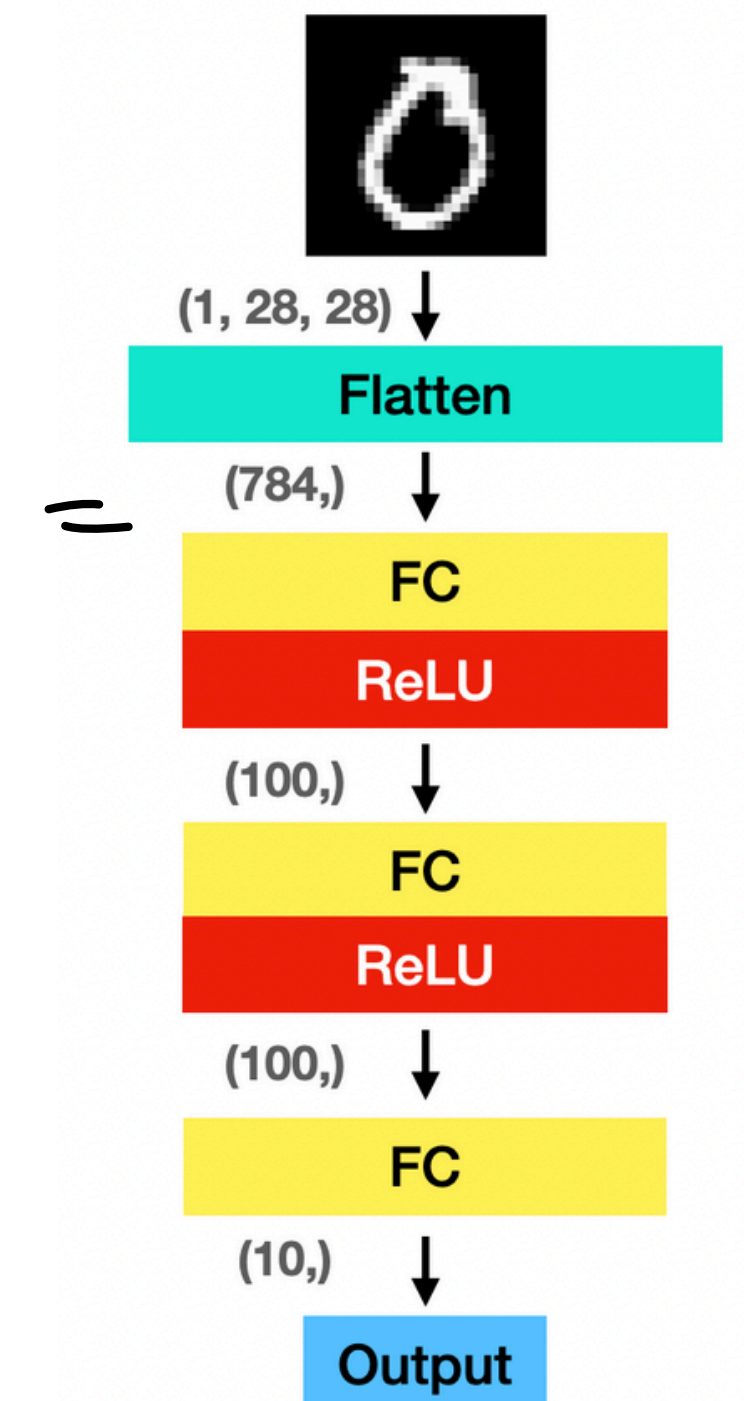 (1, 28, 28)
Flatten
(784,)
FC
ReLU
(100,)
FC
ReLU
(100,)
FC
(10,)
Output